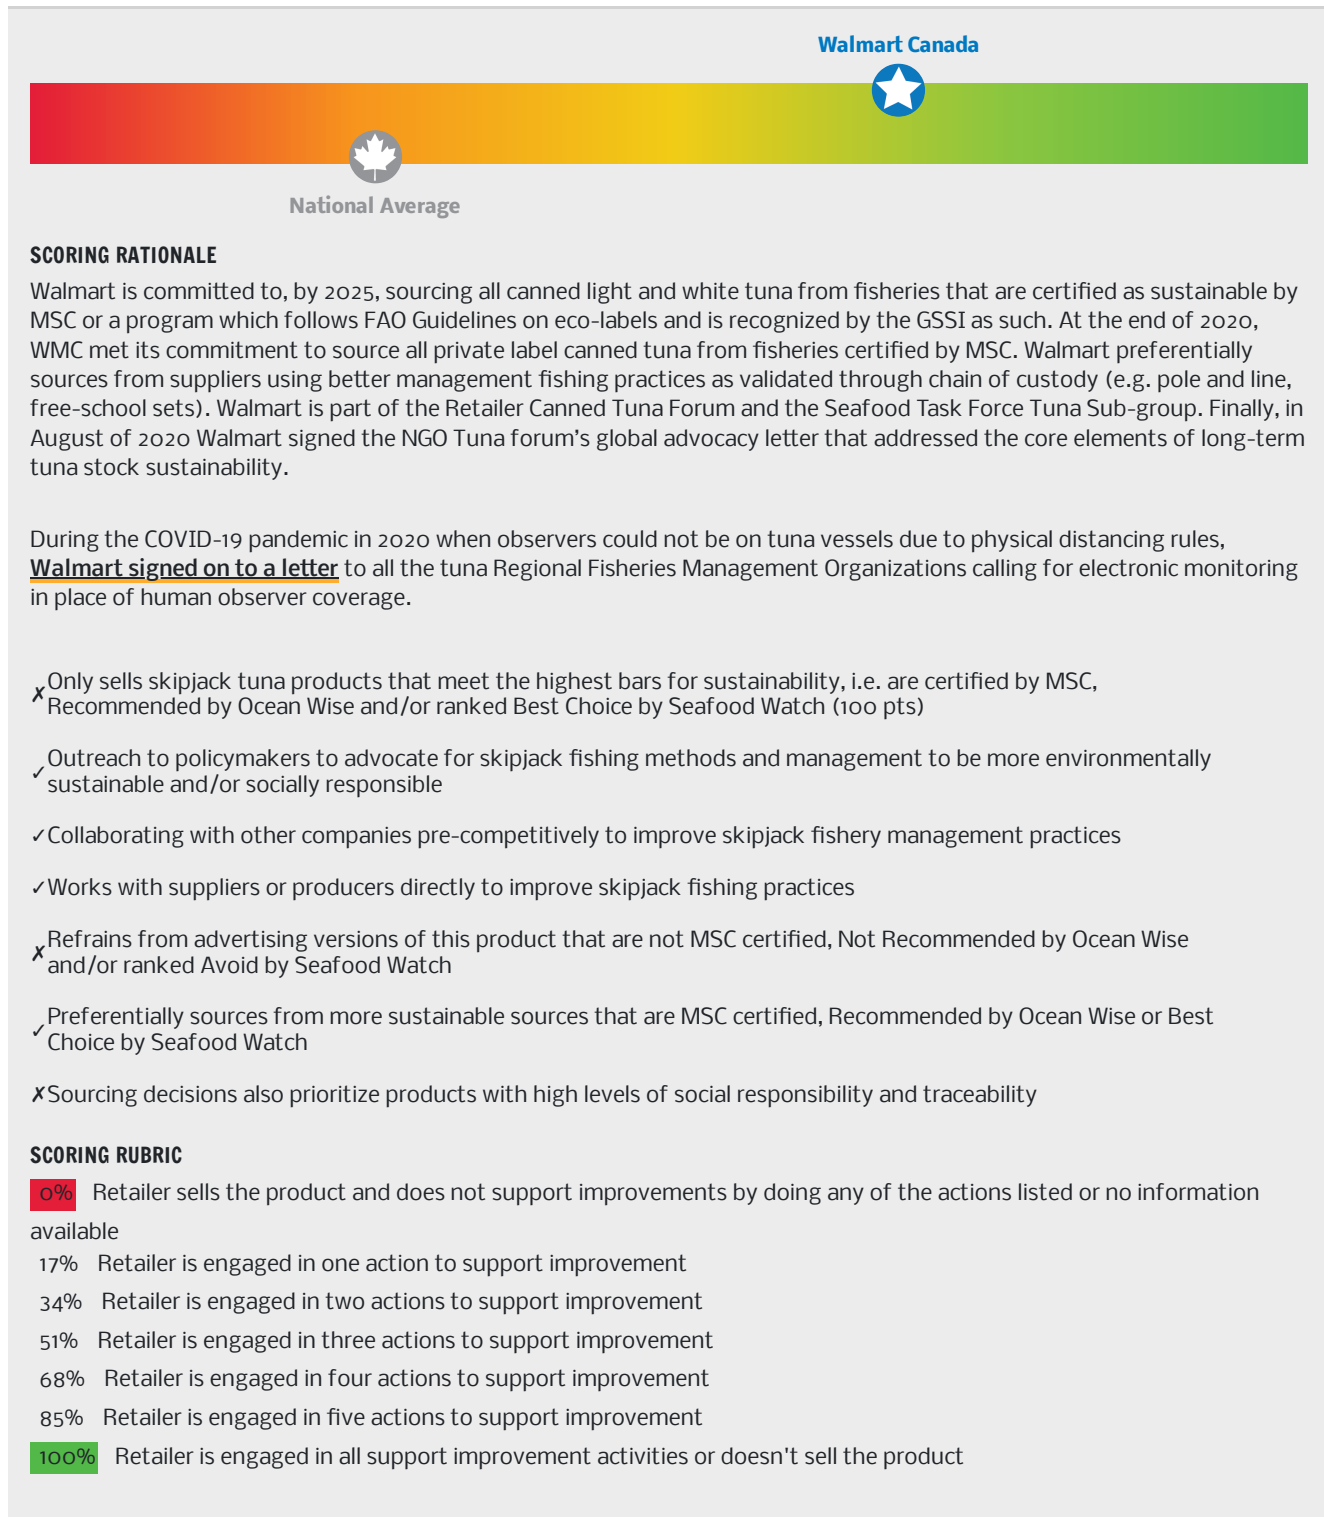 Walmart Canada
National Average
SCORING RATIONALE
Walmart is committed to, by 2025, sourcing all canned light and white tuna from fisheries that are certified as sustainable by
MSC or a program which follows FAO Guidelines on eco-labels and is recognized by the GSSI as such. At the end of 2020,
WMC met its commitment to source all private label canned tuna from fisheries certified by MSC. Walmart preferentially
sources from suppliers using better management fishing practices as validated through chain of custody (e.g. pole and line,
free-school sets). Walmart is part of the Retailer Canned Tuna Forum and the Seafood Task Force Tuna Sub-group. Finally, in
August of 2020 Walmart signed the NGO Tuna forum's global advocacy letter that addressed the core elements of long-term
tuna stock sustainability.
During the COVID-19 pandemic in 2020 when observers could not be on tuna vessels due to physical distancing rules,
Walmart signed on to a letter to all the tuna Regional Fisheries Management Organizations calling for electronic monitoring
in place of human observer coverage.
✗ Only sells skipjack tuna products that meet the highest bars for sustainability, i.e. are certified by MSC,
Recommended by Ocean Wise and/or ranked Best Choice by Seafood Watch (100 pts)
✓ Outreach to policymakers to advocate for skipjack fishing methods and management to be more environmentally
sustainable and/or socially responsible
✓ Collaborating with other companies pre-competitively to improve skipjack fishery management practices
✓ Works with suppliers or producers directly to improve skipjack fishing practices
✗ Refrains from advertising versions of this product that are not MSC certified, Not Recommended by Ocean Wise
and/or ranked Avoid by Seafood Watch
✓ Preferentially sources from more sustainable sources that are MSC certified, Recommended by Ocean Wise or Best
Choice by Seafood Watch
✗ Sourcing decisions also prioritize products with high levels of social responsibility and traceability
SCORING RUBRIC
0% Retailer sells the product and does not support improvements by doing any of the actions listed or no information
available
17% Retailer is engaged in one action to support improvement
34% Retailer is engaged in two actions to support improvement
51% Retailer is engaged in three actions to support improvement
68% Retailer is engaged in four actions to support improvement
85% Retailer is engaged in five actions to support improvement
100% Retailer is engaged in all support improvement activities or doesn't sell the product